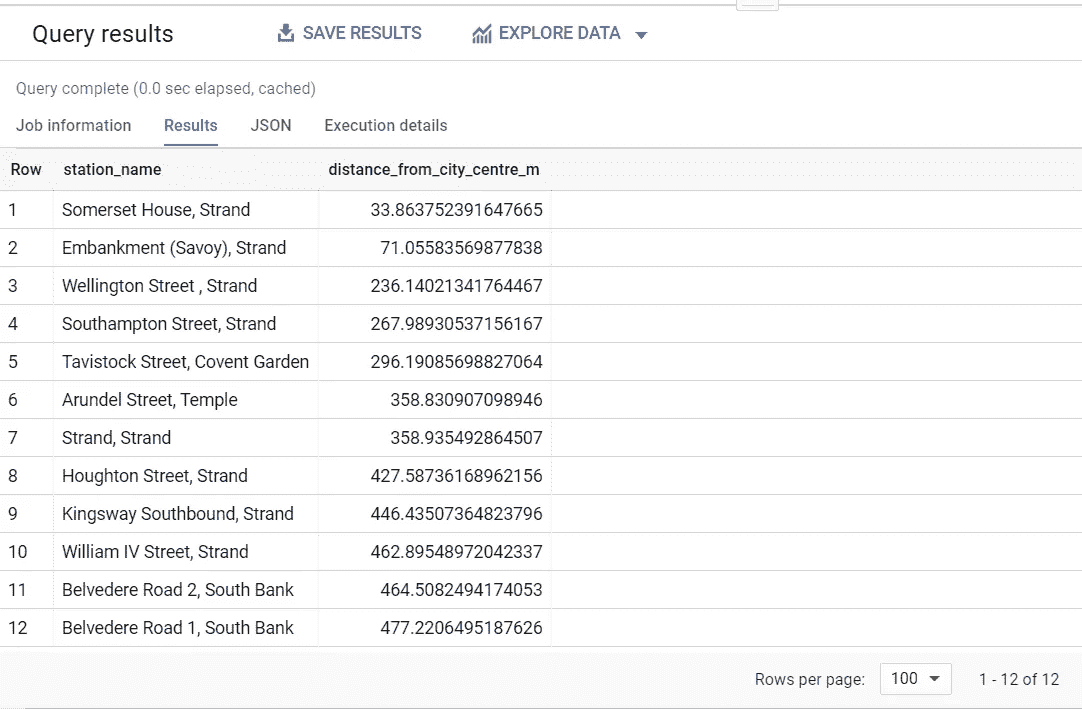 Query results SAVE RESULTS EXPLORE DATA
Query complete (0.0 sec elapsed, cached)
Job information Results JSON Execution details
Row station_name distance_from_city_centre_m
1 Somerset House, Strand 33.863752391647665
2 Embankment (Savoy), Strand 71.05583569877838
3 Wellington Street , Strand 236.14021341764467
4 Southampton Street, Strand 267.98930537156167
5 Tavistock Street, Covent Garden 296.19085698827064
6 Arundel Street, Temple 358.830907098946
7 Strand, Strand 358.935492864507
8 Houghton Street, Strand 427.58736168962156
9 Kingsway Southbound, Strand 446.43507364823796
10 William IV Street, Strand 462.89548972042337
11 Belvedere Road 2, South Bank 464.5082494174053
12 Belvedere Road 1, South Bank 477.2206495187626
Rows per page: 100 1 - 12 of 12